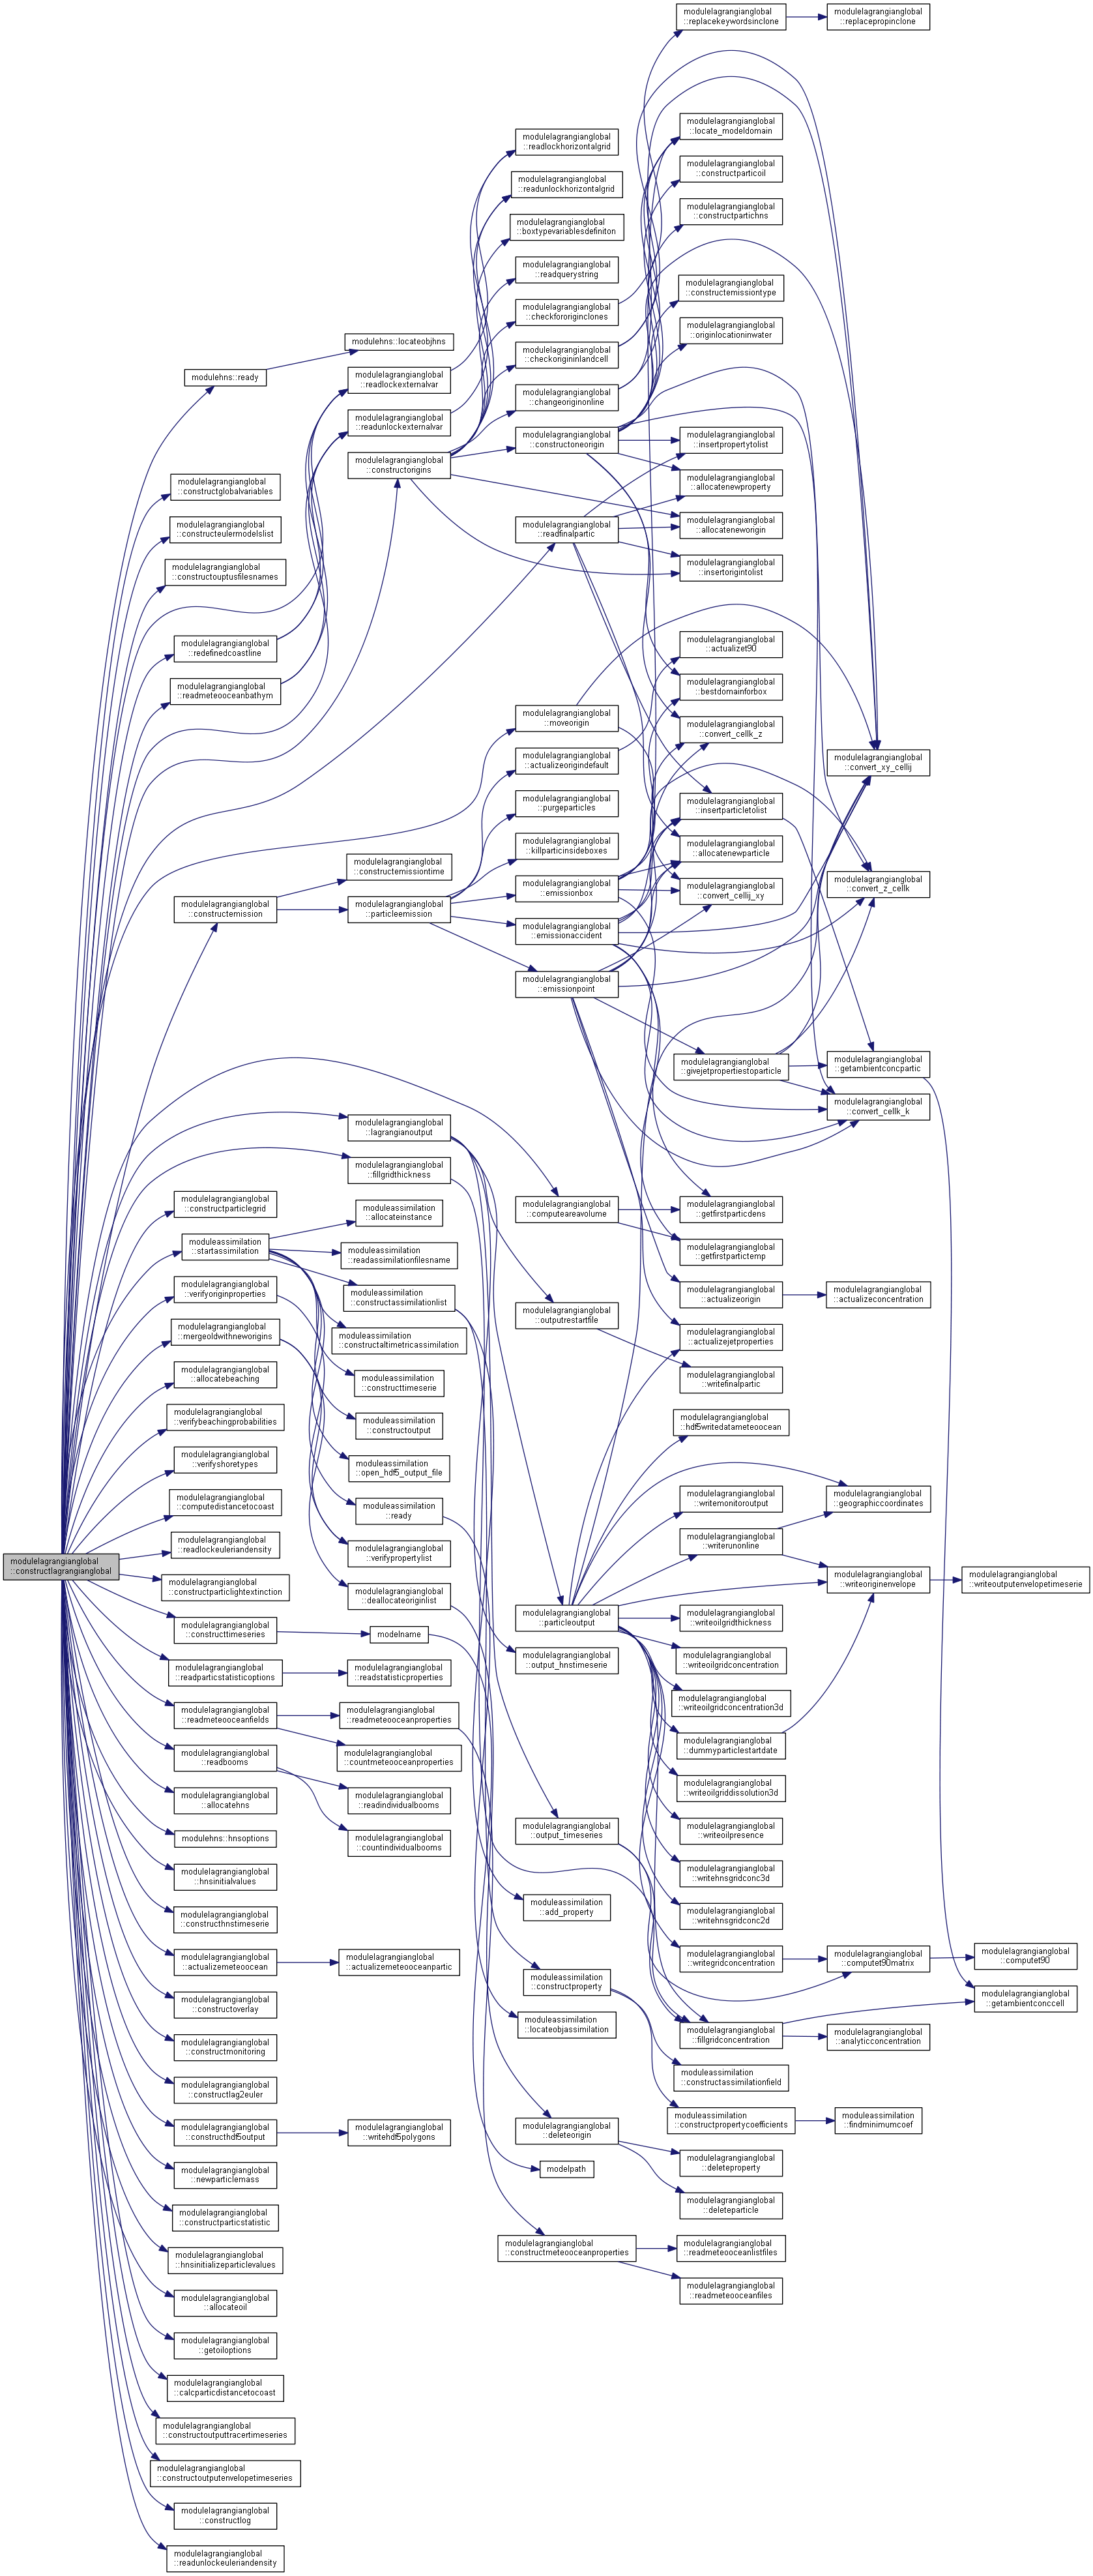 modulelagrangianglobal
::replacekeywordsinclone
modulelagrangianglobal
::replacepropinclone
modulelagrangianglobal
::locate_modeldomain
modulelagrangianglobal
::readlockhorizontalgrid
modulelagrangianglobal
::constructparticoil
modulelagrangianglobal
::readunlockhorizontalgrid
modulelagrangianglobal
::constructpartichns
modulelagrangianglobal
::boxtypevariablesdefiniton
modulelagrangianglobal
::readquerystring
modulelagrangianglobal
::constructemissiontype
modulelagrangianglobal
::checkfororiginclones
modulelagrangianglobal
::originlocationinwater
modulehns::locateobjhns
modulelagrangianglobal
::checkorigininlandcell
modulehns::ready
modulelagrangianglobal
::readlockexternalvar
modulelagrangianglobal
::changeoriginonline
modulelagrangianglobal
::readunlockexternalvar
modulelagrangianglobal
::constructoneorigin
modulelagrangianglobal
::insertpropertytolist
modulelagrangianglobal
::constructorigins
modulelagrangianglobal
::allocatenewproperty
modulelagrangianglobal
::constructglobalvariables
modulelagrangianglobal
::constructeulermodelslist
modulelagrangianglobal
::readfinalpartic
modulelagrangianglobal
::allocateneworigin
modulelagrangianglobal
::constructouptusfilesnames
modulelagrangianglobal
::insertorigintolist
modulelagrangianglobal
::redefinedcoastline
modulelagrangianglobal
::actualizet90
modulelagrangianglobal
::readmeteooceanbathym
modulelagrangianglobal
::bestdomainforbox
modulelagrangianglobal
::moveorigin
modulelagrangianglobal
::convert_cellk_z
modulelagrangianglobal
::actualizeorigindefault
modulelagrangianglobal
::convert_xy_cellij
modulelagrangianglobal
::purgeparticles
modulelagrangianglobal
::insertparticletolist
modulelagrangianglobal
::killparticinsideboxes
modulelagrangianglobal
::allocatenewparticle
modulelagrangianglobal
::constructemissiontime
modulelagrangianglobal
::emissionbox
modulelagrangianglobal
::convert_cellij_xy
modulelagrangianglobal
::convert_z_cellk
modulelagrangianglobal
::constructemission
modulelagrangianglobal
::particleemission
modulelagrangianglobal
::emissionaccident
modulelagrangianglobal
::emissionpoint
modulelagrangianglobal
::givejetpropertiestoparticle
modulelagrangianglobal
::getambientconcpartic
modulelagrangianglobal
::convert_cellk_k
modulelagrangianglobal
::lagrangianoutput
modulelagrangianglobal
::fillgridthickness
modulelagrangianglobal
::constructparticlegrid
moduleassimilation
::allocateinstance
modulelagrangianglobal
::computeareavolume
modulelagrangianglobal
::getfirstparticdens
moduleassimilation
::startassimilation
moduleassimilation
::readassimilationfilesname
modulelagrangianglobal
::getfirstpartictemp
modulelagrangianglobal
::verifyoriginproperties
moduleassimilation
::constructassimilationlist
modulelagrangianglobal
::actualizeorigin
modulelagrangianglobal
::actualizeconcentration
modulelagrangianglobal
::mergeoldwithneworigins
moduleassimilation
::constructaltimetricassimilation
modulelagrangianglobal
::outputrestartfile
modulelagrangianglobal
::actualizejetproperties
modulelagrangianglobal
::allocatebeaching
moduleassimilation
::constructtimeserie
modulelagrangianglobal
::writefinalpartic
modulelagrangianglobal
::verifybeachingprobabilities
moduleassimilation
::constructoutput
modulelagrangianglobal
::hdf5writedatameteoocean
modulelagrangianglobal
::verifyshoretypes
moduleassimilation
::open_hdf5_output_file
modulelagrangianglobal
::computedistancetocoast
moduleassimilation
::ready
modulelagrangianglobal
::writemonitoroutput
modulelagrangianglobal
::geographiccoordinates
modulelagrangianglobal
::readlockeuleriandensity
modulelagrangianglobal
::verifypropertylist
modulelagrangianglobal
::writerunonline
modulelagrangianglobal
::constructlagrangianglobal
modulelagrangianglobal
::constructparticlightextinction
modulelagrangianglobal
::deallocateoriginlist
modulelagrangianglobal
::writeoriginenvelope
modulelagrangianglobal
::writeoutputenvelopetimeserie
modulelagrangianglobal
::constructtimeseries
modelname
modulelagrangianglobal
::particleoutput
modulelagrangianglobal
::writeoilgridthickness
modulelagrangianglobal
::readparticstatisticoptions
modulelagrangianglobal
::readstatisticproperties
modulelagrangianglobal
::output_hnstimeserie
modulelagrangianglobal
::writeoilgridconcentration
modulelagrangianglobal
::readmeteooceanfields
modulelagrangianglobal
::readmeteooceanproperties
modulelagrangianglobal
::writeoilgridconcentration3d
modulelagrangianglobal
::readbooms
modulelagrangianglobal
::countmeteooceanproperties
modulelagrangianglobal
::dummyparticlestartdate
modulelagrangianglobal
::allocatehns
modulelagrangianglobal
::readindividualbooms
modulelagrangianglobal
::writeoilgriddissolution3d
modulehns::hnsoptions
modulelagrangianglobal
::countindividualbooms
modulelagrangianglobal
::output_timeseries
modulelagrangianglobal
::writeoilpresence
modulelagrangianglobal
::hnsinitialvalues
modulelagrangianglobal
::writehnsgridconc3d
modulelagrangianglobal
::constructhnstimeserie
moduleassimilation
::add_property
modulelagrangianglobal
::writehnsgridconc2d
modulelagrangianglobal
::actualizemeteoocean
modulelagrangianglobal
::actualizemeteooceanpartic
modulelagrangianglobal
::writegridconcentration
modulelagrangianglobal
::computet90matrix
modulelagrangianglobal
::computet90
modulelagrangianglobal
::constructoverlay
moduleassimilation
::constructproperty
modulelagrangianglobal
::getambientconccell
modulelagrangianglobal
::constructmonitoring
moduleassimilation
::locateobjassimilation
modulelagrangianglobal
::fillgridconcentration
modulelagrangianglobal
::analyticconcentration
modulelagrangianglobal
::constructlag2euler
moduleassimilation
::constructassimilationfield
modulelagrangianglobal
::constructhdf5output
modulelagrangianglobal
::writehdf5polygons
modulelagrangianglobal
::deleteorigin
moduleassimilation
::constructpropertycoefficients
moduleassimilation
::findminimumcoef
modulelagrangianglobal
::newparticlemass
modelpath
modulelagrangianglobal
::deleteproperty
modulelagrangianglobal
::constructparticstatistic
modulelagrangianglobal
::deleteparticle
modulelagrangianglobal
::hnsinitializeparticlevalues
modulelagrangianglobal
::constructmeteooceanproperties
modulelagrangianglobal
::readmeteooceanlistfiles
modulelagrangianglobal
::allocateoil
modulelagrangianglobal
::readmeteooceanfiles
modulelagrangianglobal
::getoiloptions
modulelagrangianglobal
::calcparticdistancetocoast
modulelagrangianglobal
::constructoutputtracertimeseries
modulelagrangianglobal
::constructoutputenvelopetimeseries
modulelagrangianglobal
::constructlog
modulelagrangianglobal
::readunlockeuleriandensity